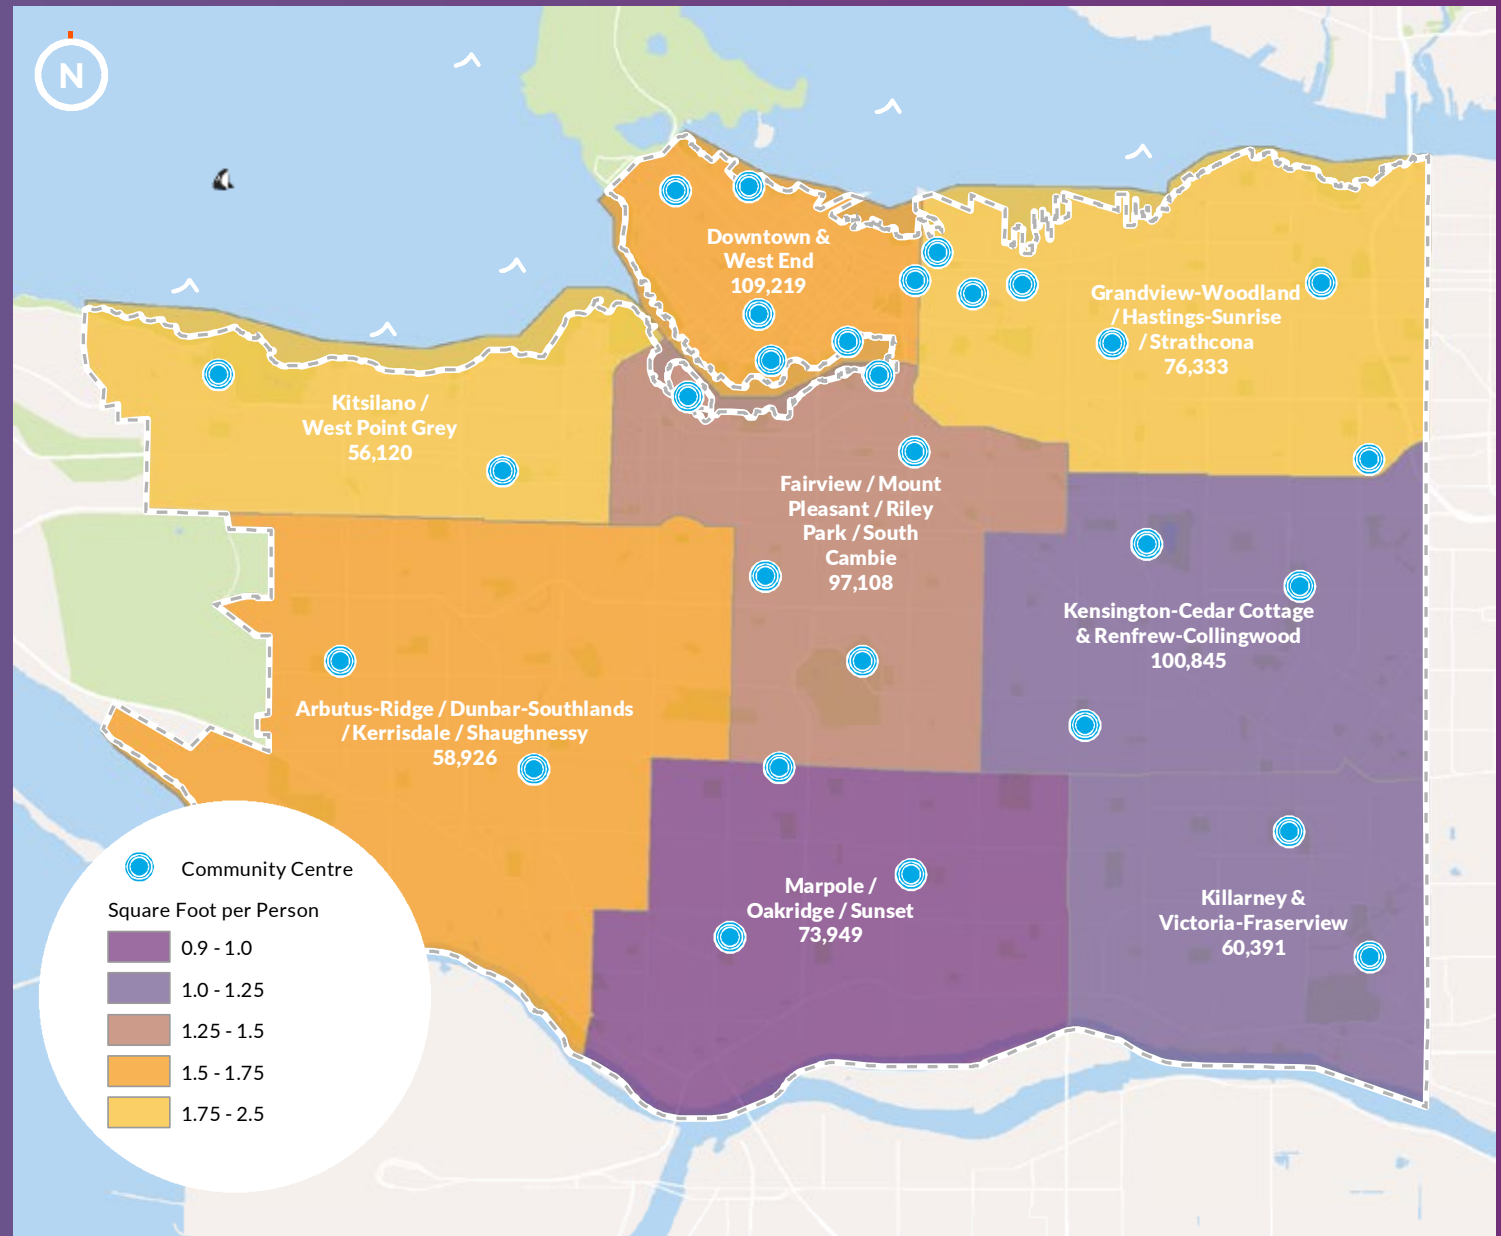 N
Downtown &
West End
109,219
Grandview-Woodland
/ Hastings-Sunrise
/ Strathcona
76,333
Kitsilano /
West Point Grey
56,120
Fairview / Mount
Pleasant / Riley
Park / South
Cambie
97,108
Kensington-Cedar Cottage
& Renfrew-Collingwood
100,845
Arbutus-Ridge / Dunbar-Southlands
/ Kerrisdale / Shaughnessy
58,926
Marpole /
Oakridge / Sunset
73,949
Killarney &
Victoria-Fraserview
60,391
Community Centre
Square Foot per Person
0.9 - 1.0
1.0 - 1.25
1.25 - 1.5
1.5 - 1.75
1.75 - 2.5